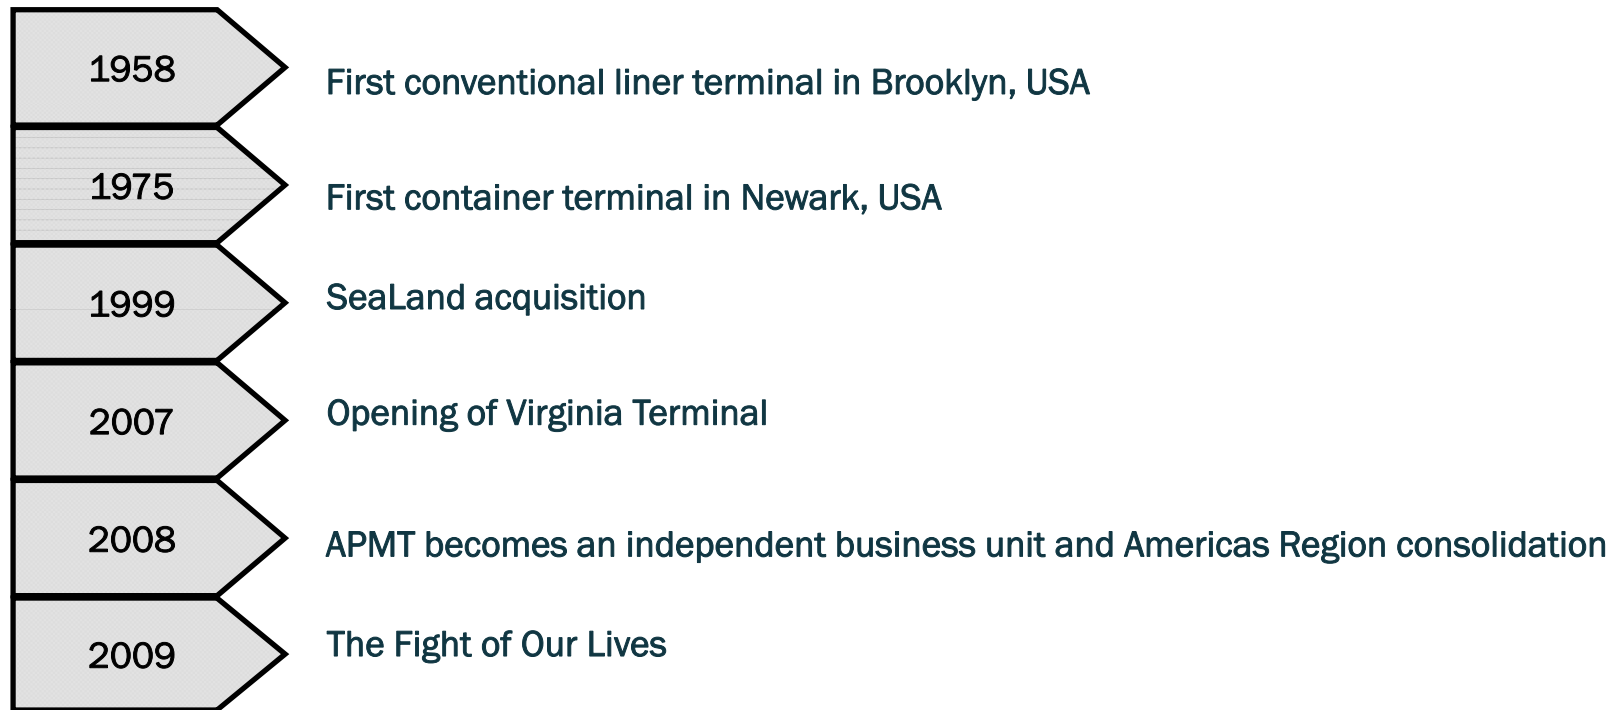 1958
First conventional liner terminal in Brooklyn, USA
1975
First container terminal in Newark, USA
1999
SeaLand acquisition
2007
Opening of Virginia Terminal
2008
APMT becomes an independent business unit and Americas Region consolidation
2009
The Fight of Our Lives